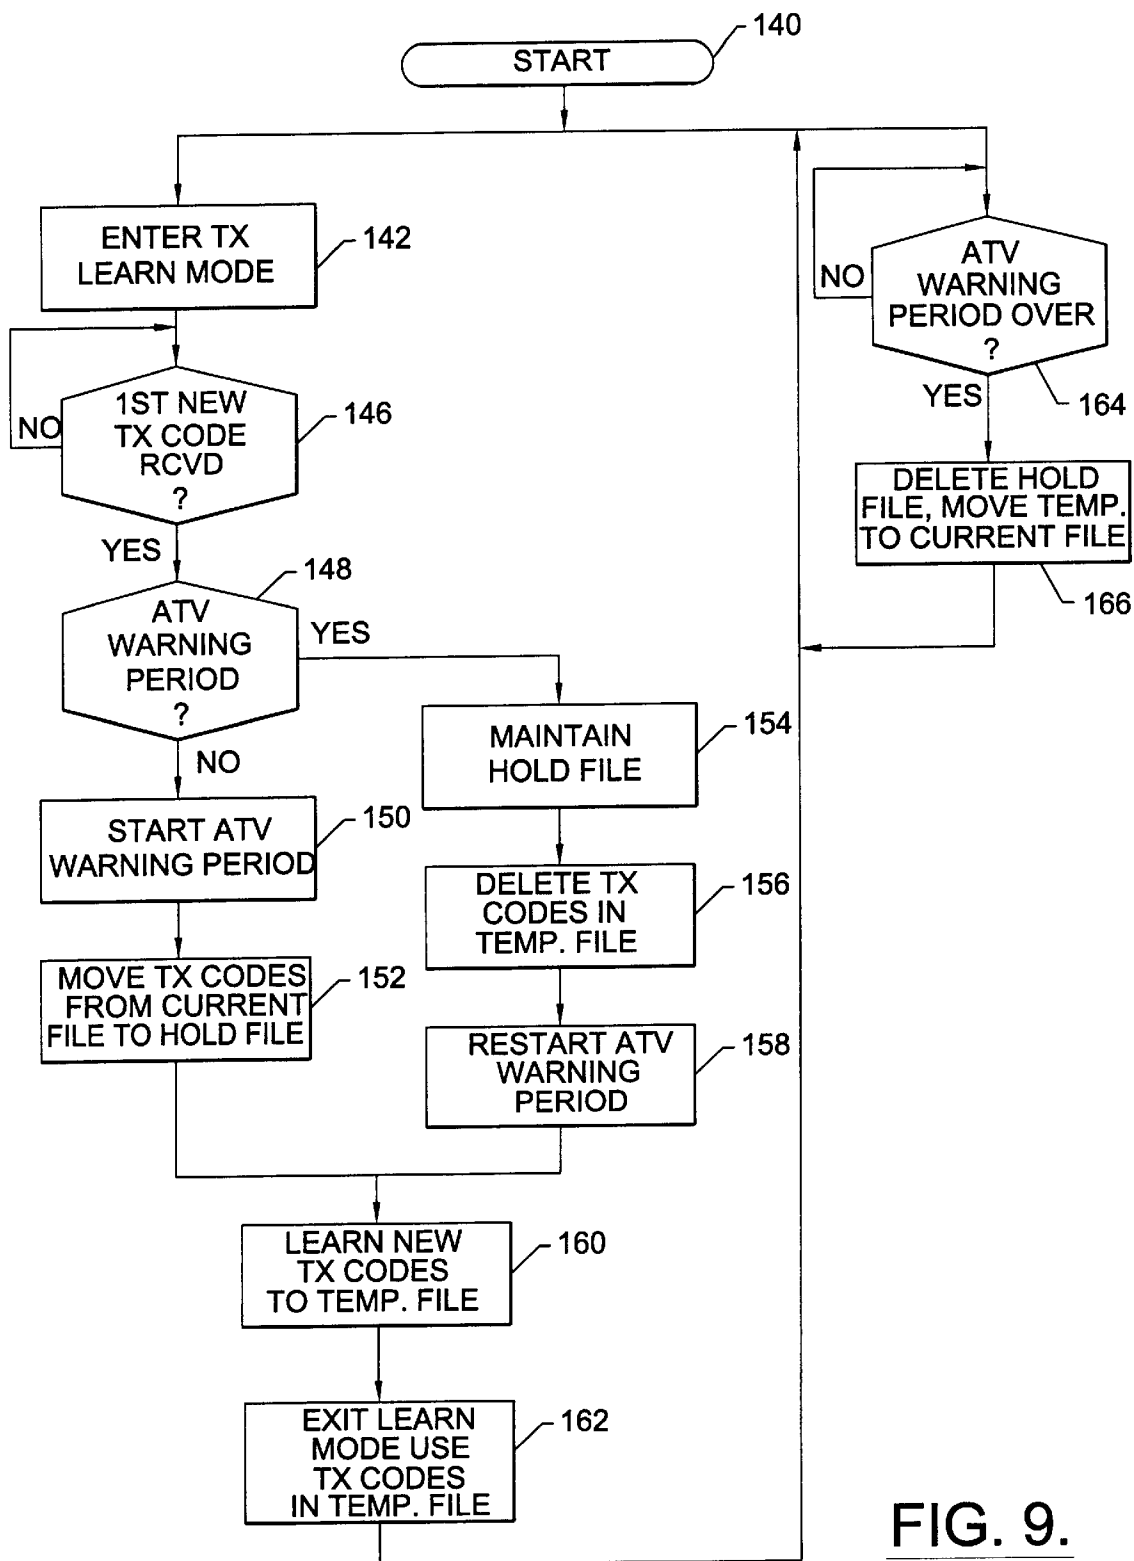 START
140
ENTER TX
LEARN MODE
142
NO
1ST NEW
TX CODE
RCVD
?
146
YES
ATV
WARNING
PERIOD
?
148
YES
NO
START ATV
WARNING PERIOD
150
MOVE TX CODES
FROM CURRENT
FILE TO HOLD FILE
152
MAINTAIN
HOLD FILE
154
DELETE TX
CODES IN
TEMP. FILE
156
RESTART ATV
WARNING
PERIOD
158
LEARN NEW
TX CODES
TO TEMP. FILE
160
EXIT LEARN
MODE USE
TX CODES
IN TEMP. FILE
162
NO
ATV
WARNING
PERIOD OVER
?
164
YES
DELETE HOLD
FILE, MOVE TEMP.
TO CURRENT FILE
166
FIG. 9.